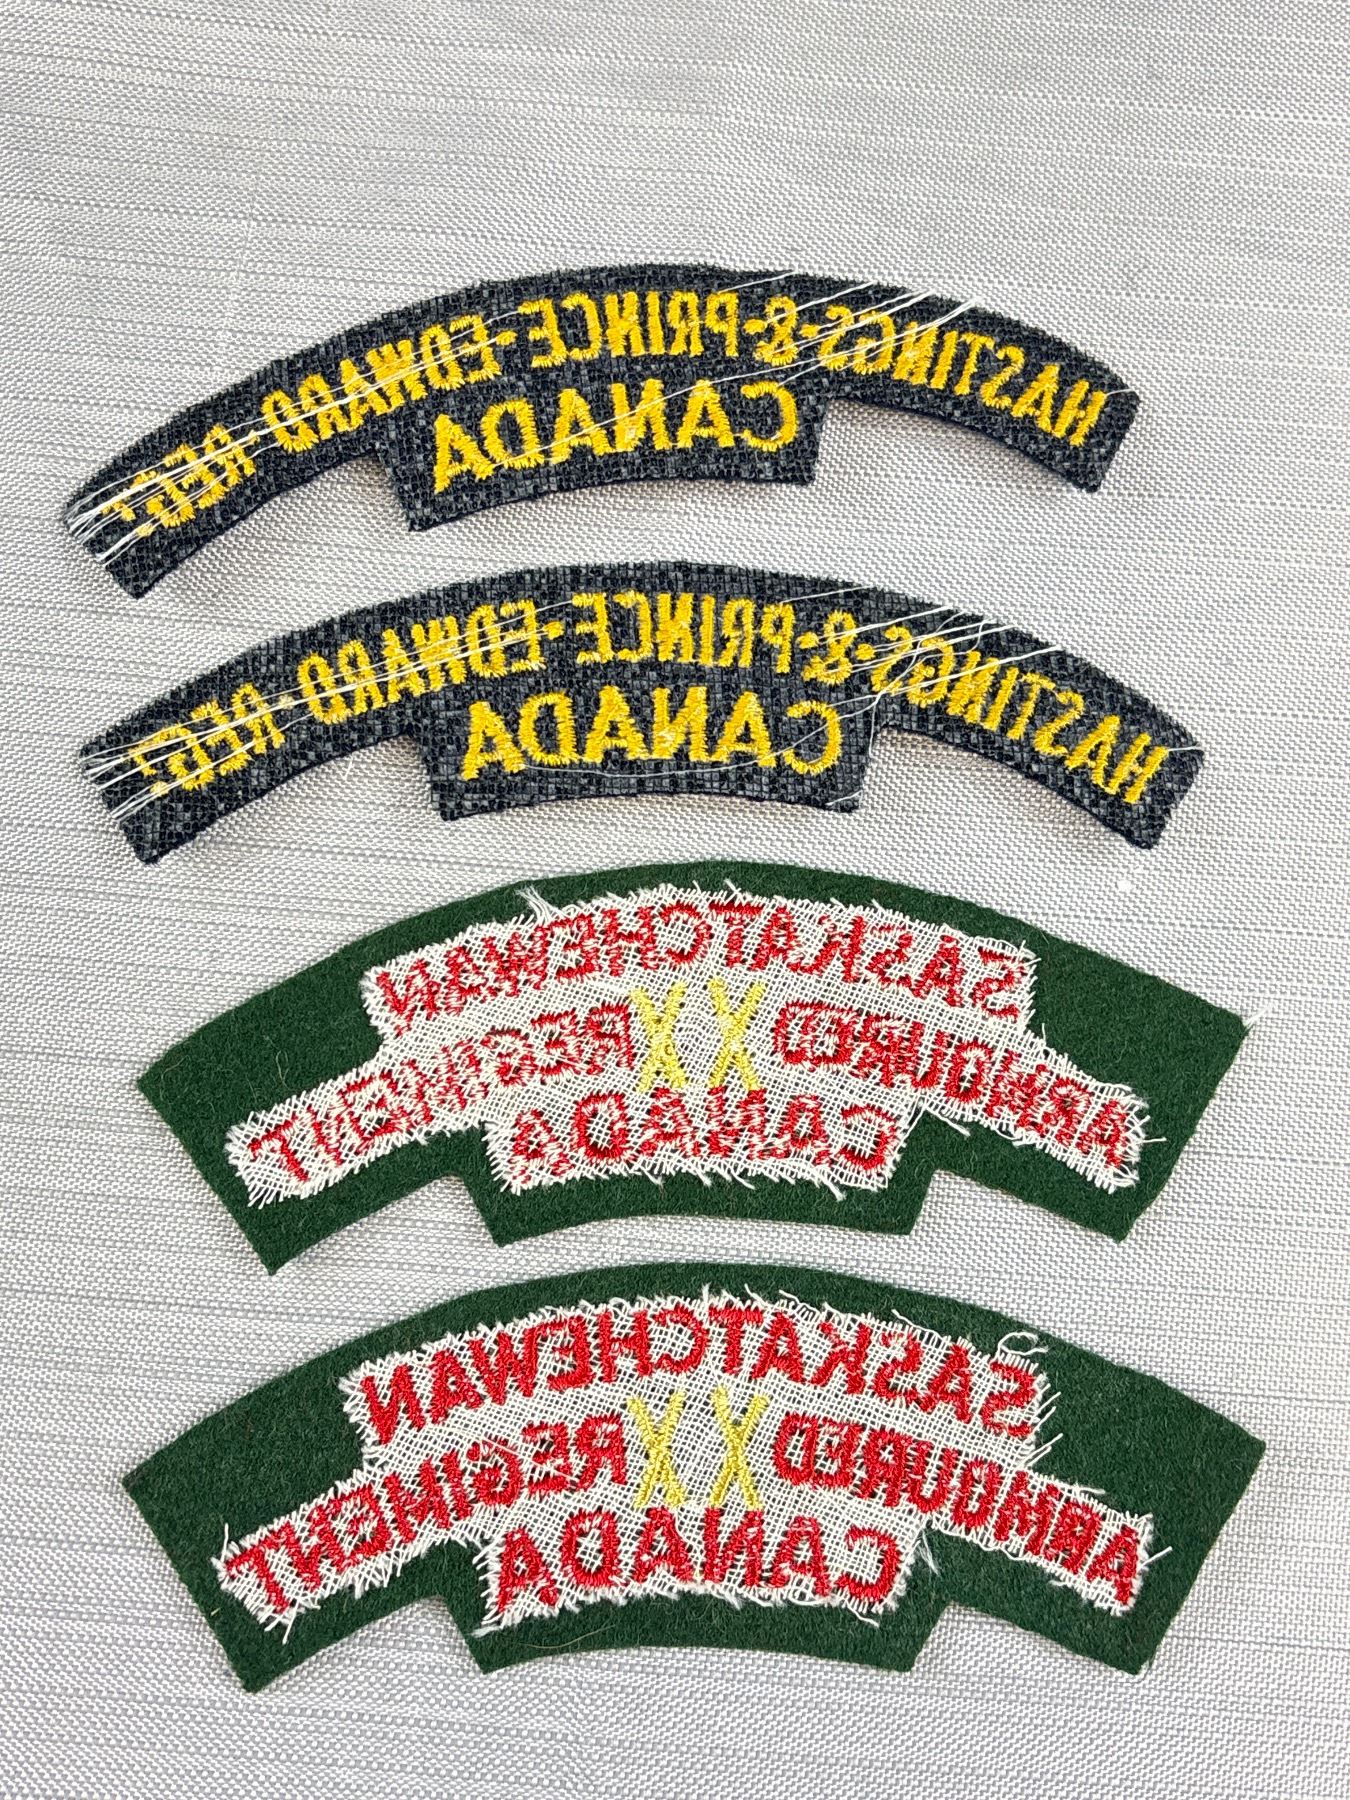 HASTINGS-&-PRINCE-EDWARD-REGT
CANADA
HASTINGS-&-PRINCE-EDWARD-REGT
CANADA
SASKATCHEWAN
ARMOURED XX REGIMENT
CANADA
SASKATCHEWAN
ARMOURED XX REGIMENT
CANADA